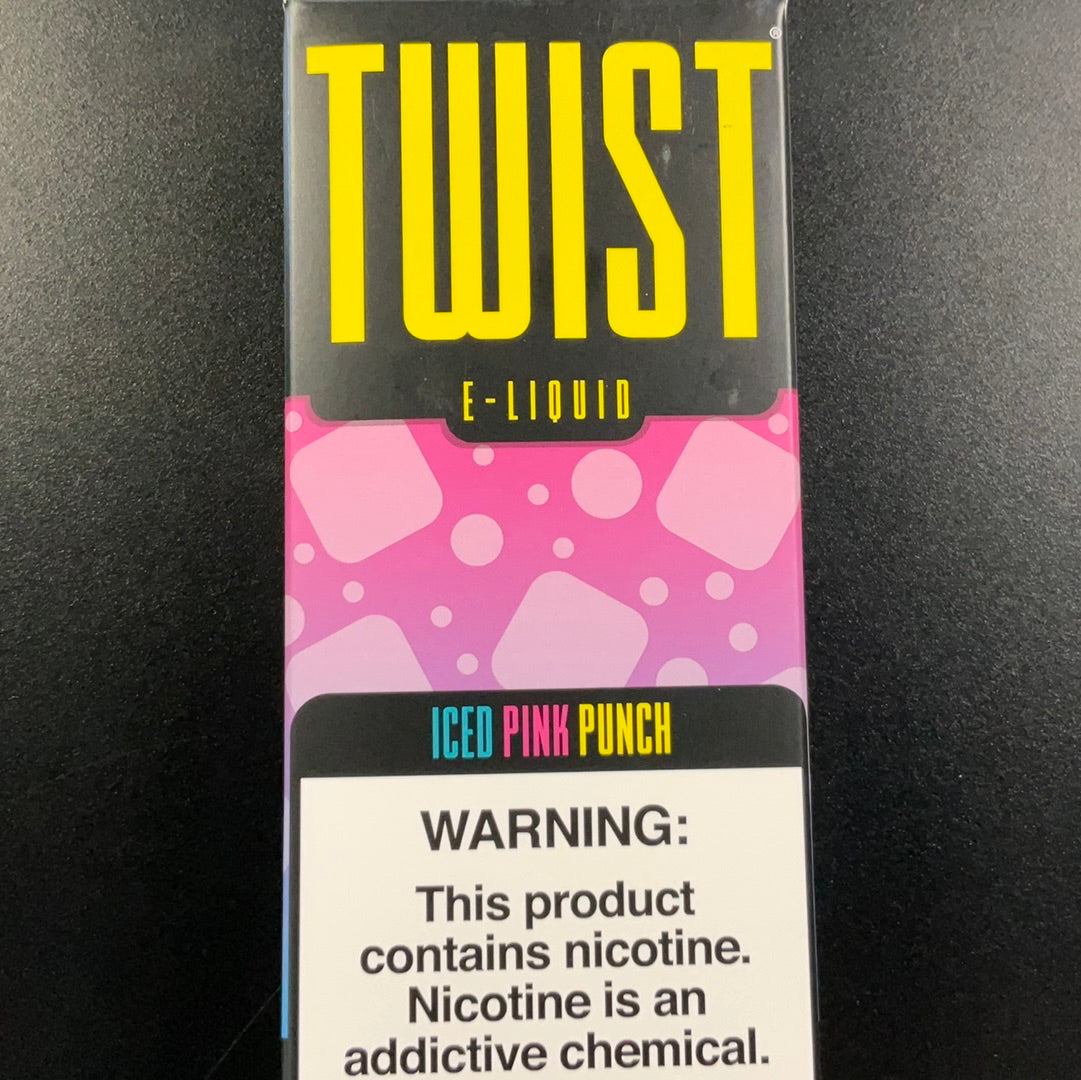 TWIST®
E-LIQUID
ICED PINK PUNCH
WARNING:
This product
contains nicotine.
Nicotine is an
addictive chemical.